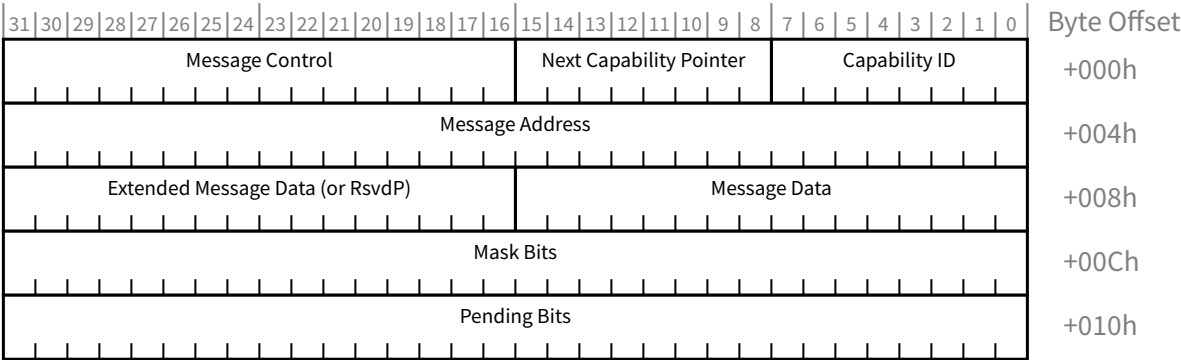 31 30 29 28 27 26 25 24 23 22 21 20 19 18 17 16 15 14 13 12 11 10 9 8 7 6 5 4 3 2 1 0 Byte Offset
Message Control Next Capability Pointer Capability ID +000h
Message Address +004h
Extended Message Data (or RsvdP) Message Data +008h
Mask Bits +00Ch
Pending Bits +010h